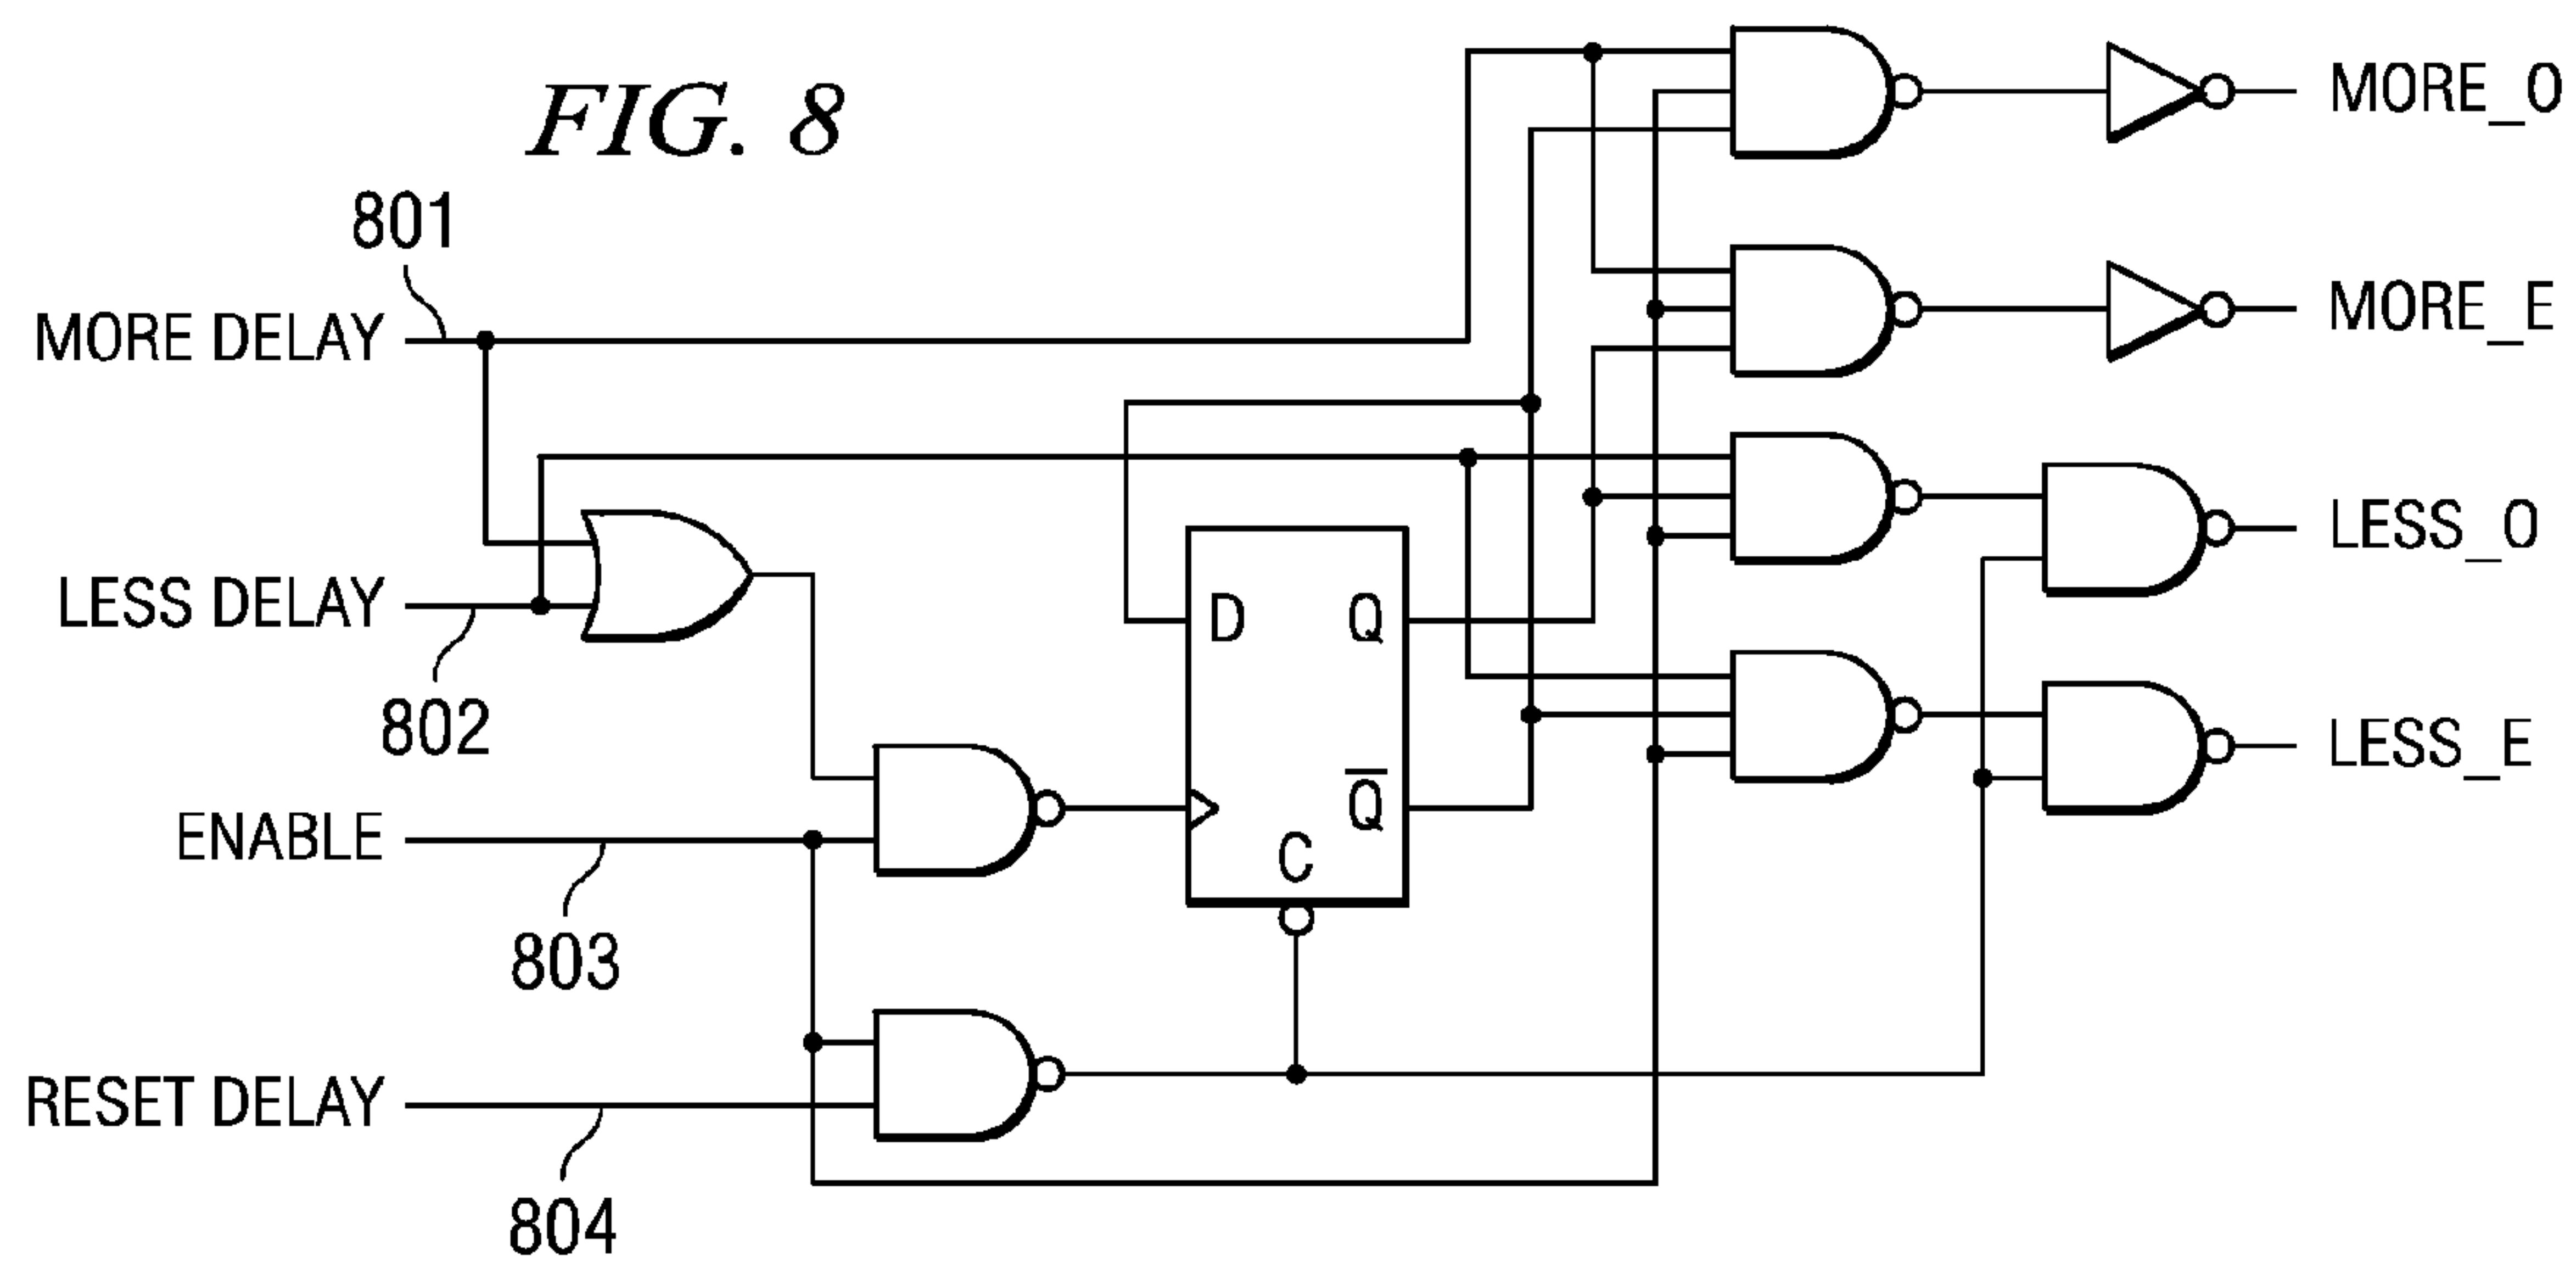 FIG. 8
801
MORE DELAY
LESS DELAY
802
ENABLE
803
RESET DELAY
804
D
Q
Q̅
C
MORE_O
MORE_E
LESS_O
LESS_E